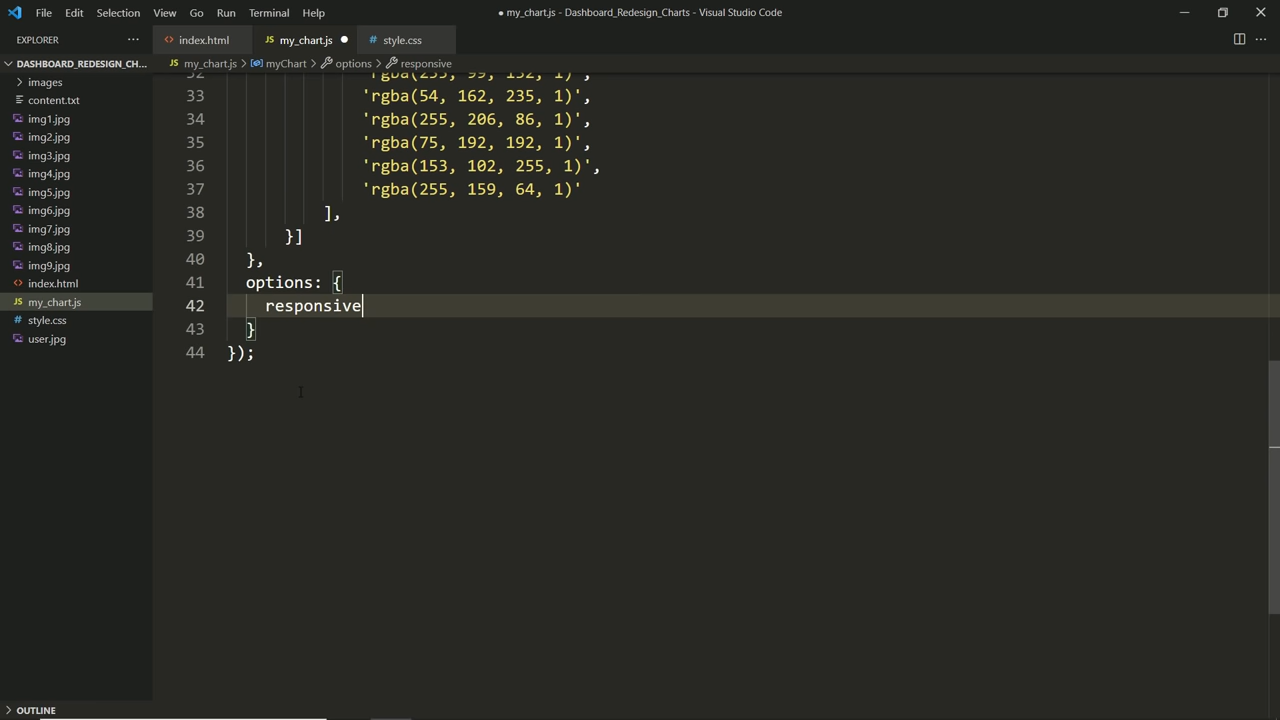 File Edit Selection View Go Run Terminal Help
● my_chart.js - Dashboard_Redesign_Charts - Visual Studio Code
EXPLORER
index.html
JS my_chart.js
# style.css
DASHBOARD_REDESIGN_CH...
JS my_chart.js > myChart > options > responsive
images
content.txt
img1.jpg
img2.jpg
img3.jpg
img4.jpg
img5.jpg
img6.jpg
img7.jpg
img8.jpg
img9.jpg
index.html
JS my_chart.js
# style.css
user.jpg
33 'rgba(54, 162, 235, 1)',
34 'rgba(255, 206, 86, 1)',
35 'rgba(75, 192, 192, 1)',
36 'rgba(153, 102, 255, 1)',
37 'rgba(255, 159, 64, 1)'
38 ],
39 }]
40 },
41 options: {
42 responsive
43 }
44 });
OUTLINE